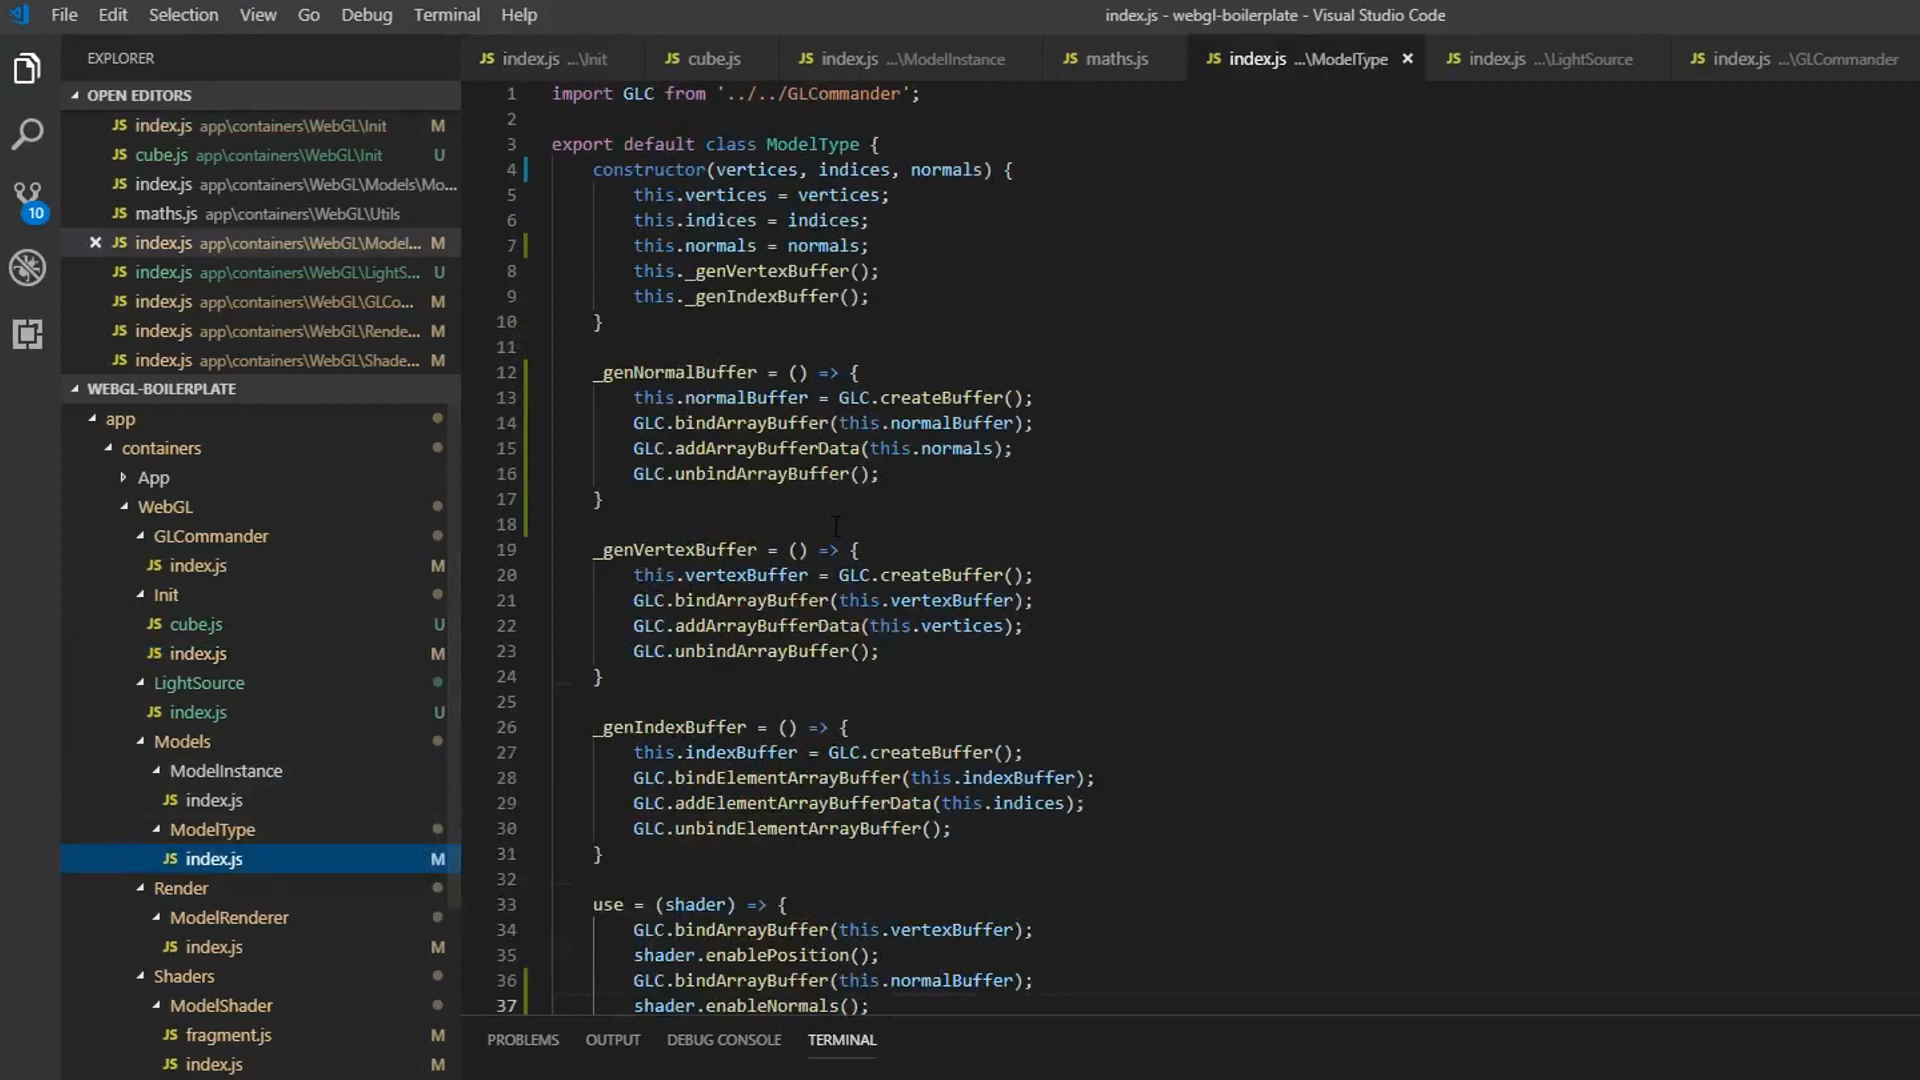 File Edit Selection View Go Debug Terminal Help
index.js - webgl-boilerplate - Visual Studio Code
EXPLORER
OPEN EDITORS
JS index.js app\containers\WebGL\Init M
JS cube.js app\containers\WebGL\Init U
JS index.js app\containers\WebGL\Models\Mo...
JS maths.js app\containers\WebGL\Utils
JS index.js app\containers\WebGL\Model... M
JS index.js app\containers\WebGL\LightS... U
JS index.js app\containers\WebGL\GLCo... M
JS index.js app\containers\WebGL\Rende... M
JS index.js app\containers\WebGL\Shade... M
10
WEBGL-BOILERPLATE
app
containers
App
WebGL
GLCommander
JS index.js M
Init
JS cube.js U
JS index.js M
LightSource
JS index.js U
Models
ModelInstance
JS index.js
ModelType
JS index.js M
Render
ModelRenderer
JS index.js M
Shaders
ModelShader
JS fragment.js M
JS index.js M
JS index.js ...\Init JS cube.js JS index.js ...\ModelInstance JS maths.js JS index.js ...\ModelType × JS index.js ...\LightSource JS index.js ...\GLCommander
1 import GLC from '../../GLCommander';
2
3 export default class ModelType {
4 constructor(vertices, indices, normals) {
5 this.vertices = vertices;
6 this.indices = indices;
7 this.normals = normals;
8 this._genVertexBuffer();
9 this._genIndexBuffer();
10 }
11
12 _genNormalBuffer = () => {
13 this.normalBuffer = GLC.createBuffer();
14 GLC.bindArrayBuffer(this.normalBuffer);
15 GLC.addArrayBufferData(this.normals);
16 GLC.unbindArrayBuffer();
17 }
18
19 _genVertexBuffer = () => {
20 this.vertexBuffer = GLC.createBuffer();
21 GLC.bindArrayBuffer(this.vertexBuffer);
22 GLC.addArrayBufferData(this.vertices);
23 GLC.unbindArrayBuffer();
24 }
25
26 _genIndexBuffer = () => {
27 this.indexBuffer = GLC.createBuffer();
28 GLC.bindElementArrayBuffer(this.indexBuffer);
29 GLC.addElementArrayBufferData(this.indices);
30 GLC.unbindElementArrayBuffer();
31 }
32
33 use = (shader) => {
34 GLC.bindArrayBuffer(this.vertexBuffer);
35 shader.enablePosition();
36 GLC.bindArrayBuffer(this.normalBuffer);
37 shader.enableNormals();
PROBLEMS OUTPUT DEBUG CONSOLE TERMINAL